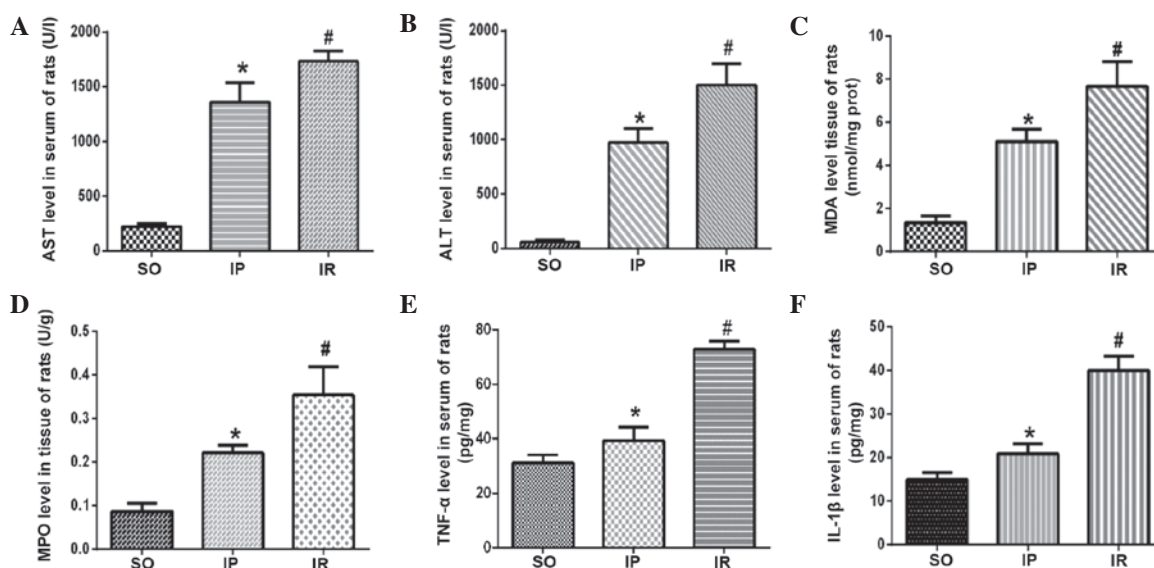 A
AST level in serum of rats (U/l)
2000
1500
1000
500
0
*
#
SO IP IR
B
ALT level in serum of rats (U/l)
2000
1500
1000
500
0
*
#
SO IP IR
C
MDA level tissue of rats
(nmol/mg prot)
10
8
6
4
2
0
*
#
SO IP IR
D
MPO level in tissue of rats (U/g)
0.5
0.4
0.3
0.2
0.1
0.0
*
#
SO IP IR
E
TNF-α level in serum of rats
(pg/mg)
80
60
40
20
0
*
#
SO IP IR
F
IL-1β level in serum of rats
(pg/mg)
50
40
30
20
10
0
*
#
SO IP IR